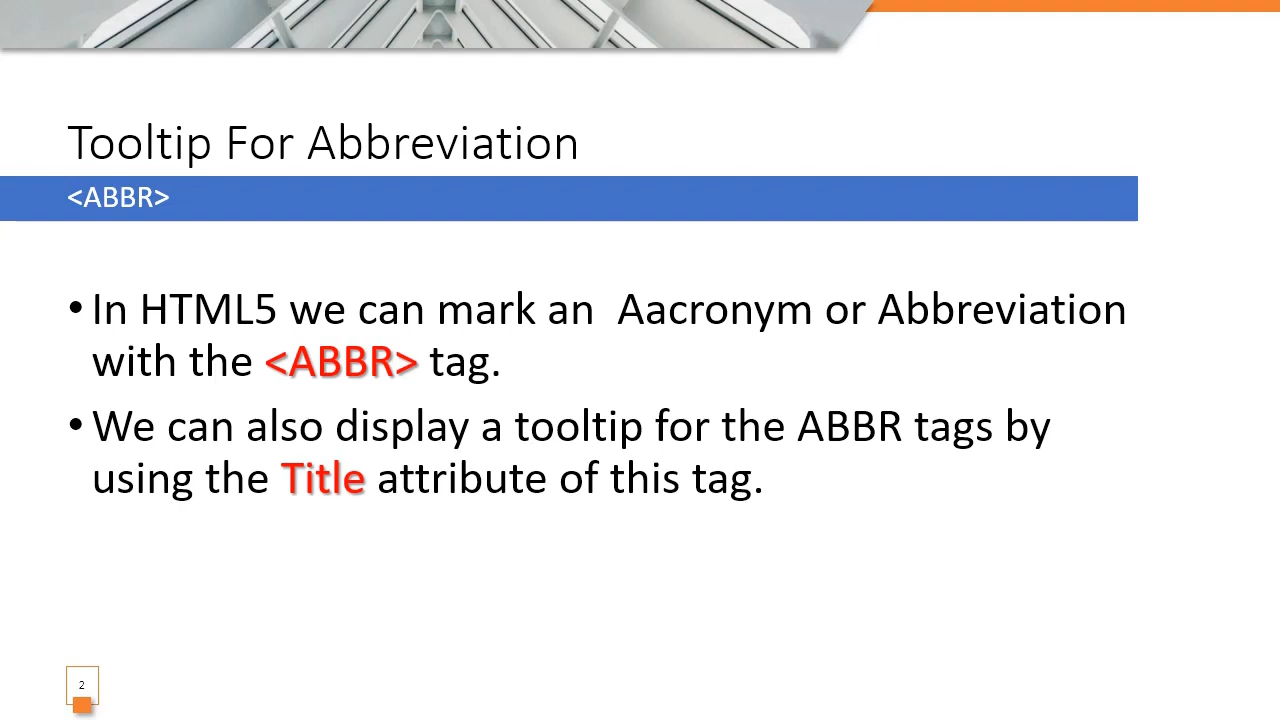 Tooltip For Abbreviation
<ABBR>
• In HTML5 we can mark an  Aacronym or Abbreviation
with the <ABBR> tag.
• We can also display a tooltip for the ABBR tags by
using the Title attribute of this tag.
2